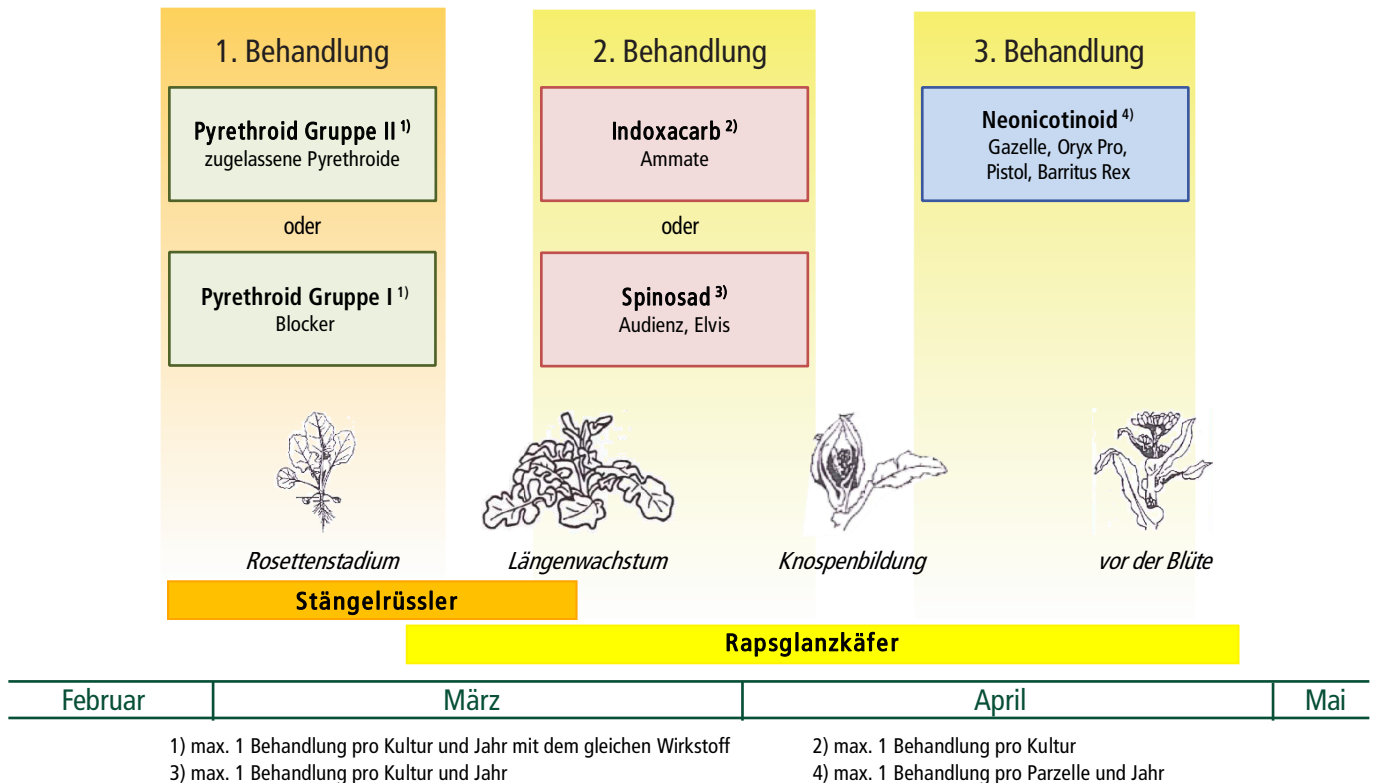 1. Behandlung
2. Behandlung
3. Behandlung
Pyrethroid Gruppe II 1)
zugelassene Pyrethroide
Indoxacarb 2)
Ammate
Neonicotinoid 4)
Gazelle, Oryx Pro,
Pistol, Barritus Rex
oder
oder
Pyrethroid Gruppe I 1)
Blocker
Spinosad 3)
Audienz, Elvis
Rosettenstadium
Längenwachstum
Knospenbildung
vor der Blüte
Stängelrüssler
Rapsglanzkäfer
Februar
März
April
Mai
1) max. 1 Behandlung pro Kultur und Jahr mit dem gleichen Wirkstoff
2) max. 1 Behandlung pro Kultur
3) max. 1 Behandlung pro Kultur und Jahr
4) max. 1 Behandlung pro Parzelle und Jahr